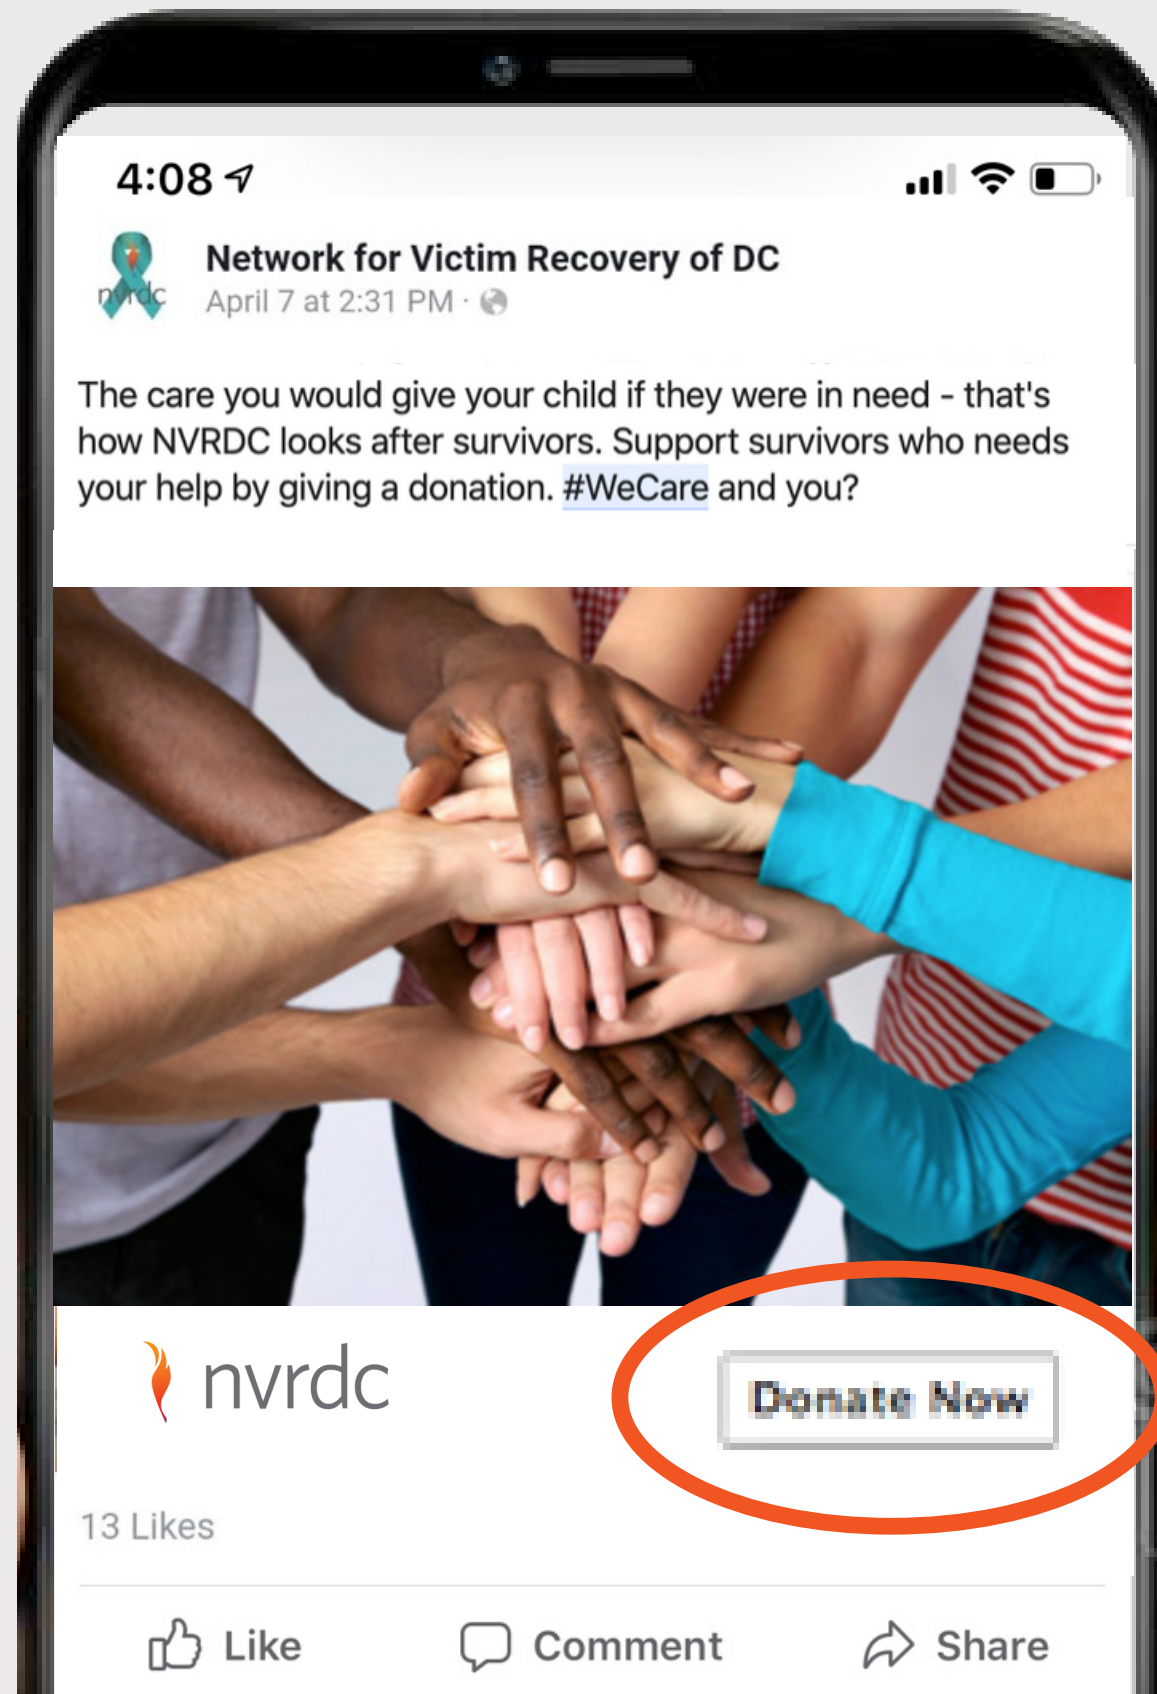 4:08
nvrdc
Network for Victim Recovery of DC
April 7 at 2:31 PM ·
The care you would give your child if they were in need - that's
how NVRDC looks after survivors. Support survivors who needs
your help by giving a donation. #WeCare and you?
nvrdc
Donate Now
13 Likes
Like
Comment
Share